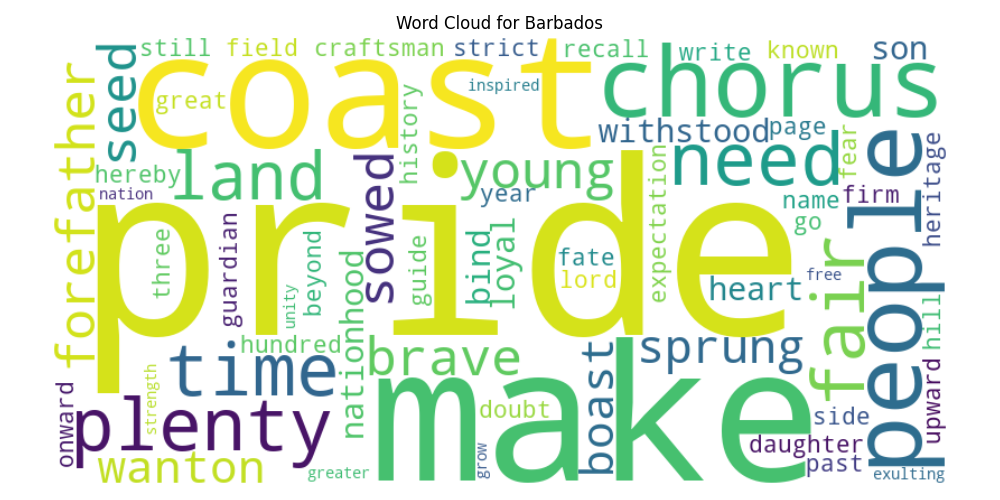 Word Cloud for Barbados
still field craftsman strict recall write known son
coast chorus
inspired
great
seed
forefather
withstood page
hereby land history young need fear people heritage
nation
sowed year expectation name firm
pride
go
three guardian beyond guide bind loyal fate lord heart free fair
unity
hundred nationhood brave sprung hill
time
make
boast
onward plenty strength doubt side upward
daughter
wanton greater grow past exulting